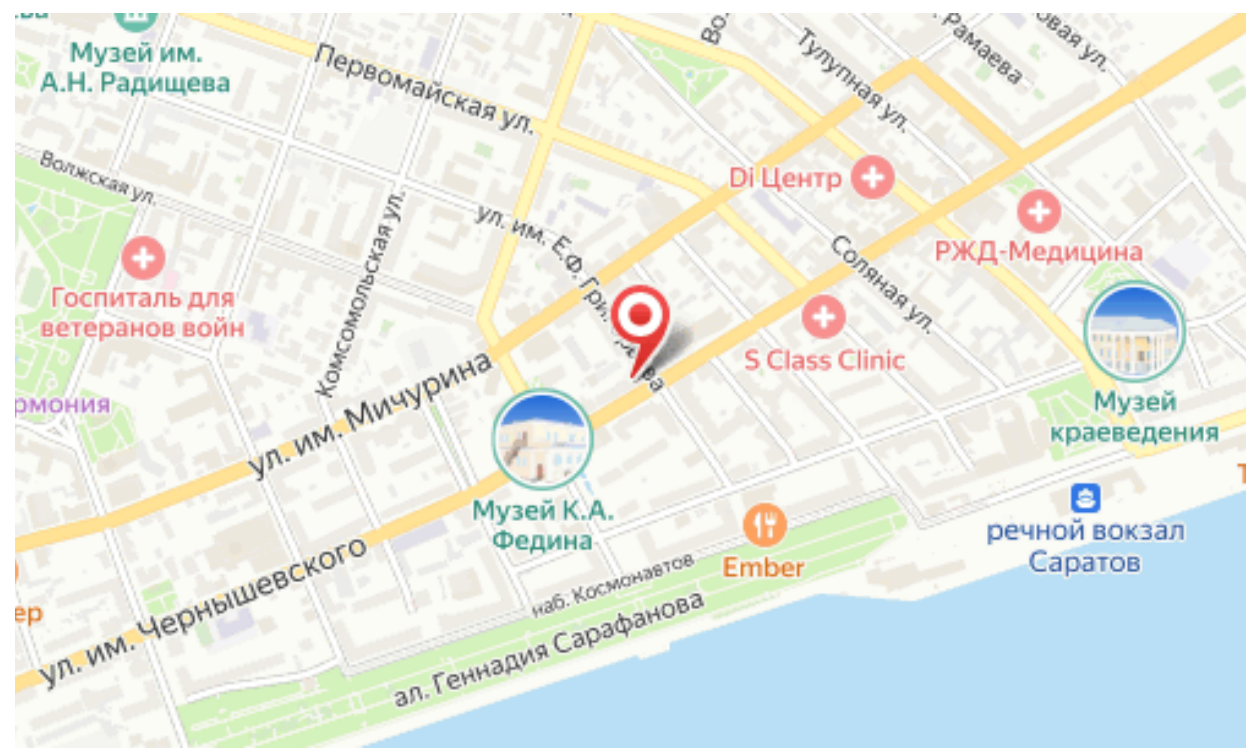 Музей им.
А.Н. Радищева
Первомайская ул.
Тулупная ул.
Рамаева
Волжская ул.
Комсомольская ул.
ул. им. Е.Ф.
Di Центр
РЖД-Медицина
Соляная ул.
Госпиталь для
ветеранов войн
S Class Clinic
ул. им. Мичурина
Музей
краеведения
Музей К.А.
Федина
речной вокзал
Саратов
Ember
наб. Космонавтов
ул. им. Чернышевского
ал. Геннадия Сарафанова